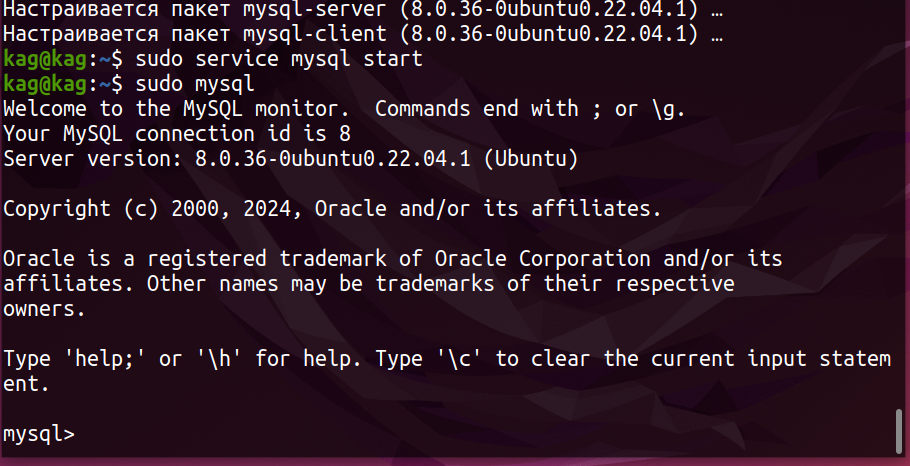 Настраивается пакет mysql-server (8.0.36-0ubuntu0.22.04.1) …
Настраивается пакет mysql-client (8.0.36-0ubuntu0.22.04.1) …
kag@kag:~$ sudo service mysql start
kag@kag:~$ sudo mysql
Welcome to the MySQL monitor.  Commands end with ; or \g.
Your MySQL connection id is 8
Server version: 8.0.36-0ubuntu0.22.04.1 (Ubuntu)
Copyright (c) 2000, 2024, Oracle and/or its affiliates.
Oracle is a registered trademark of Oracle Corporation and/or its
affiliates. Other names may be trademarks of their respective
owners.
Type 'help;' or '\h' for help. Type '\c' to clear the current input statem
ent.
mysql>